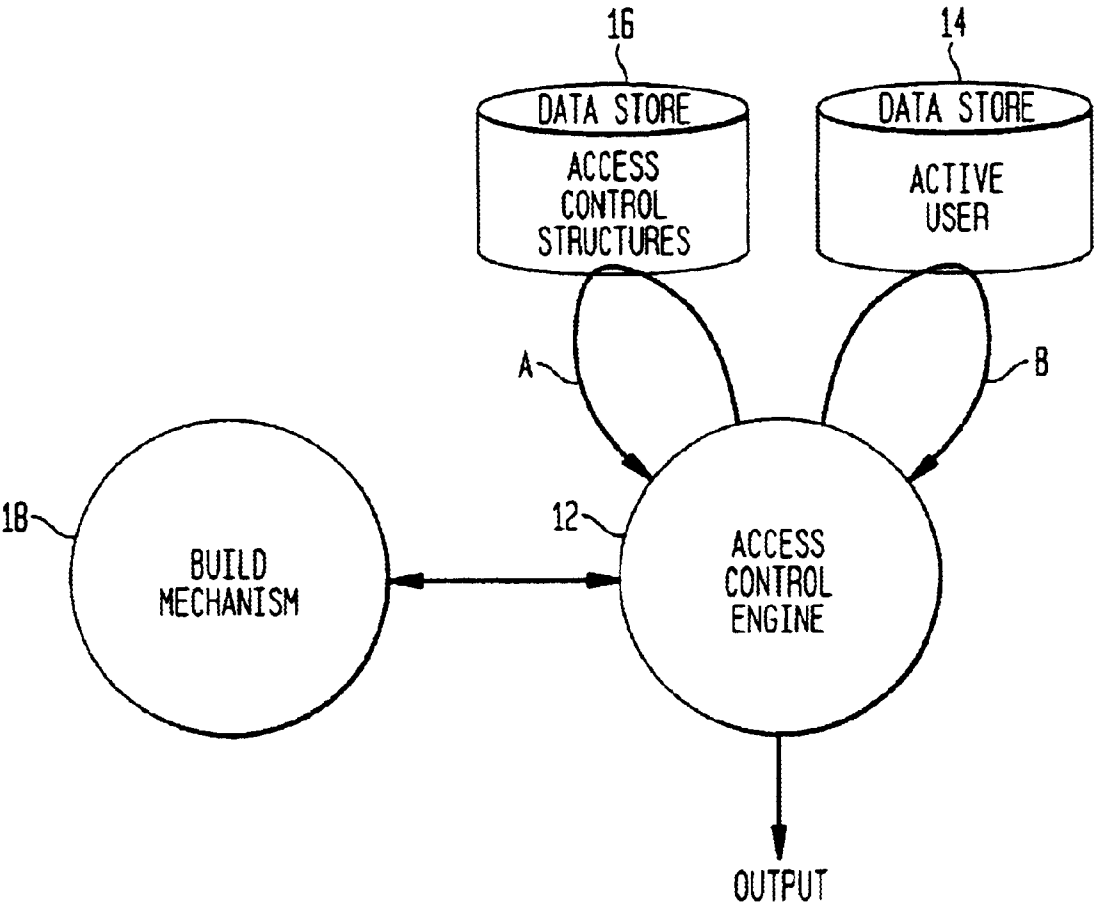 16
14
DATA STORE
ACCESS
CONTROL
STRUCTURES
DATA STORE
ACTIVE
USER
A
B
18
BUILD
MECHANISM
12
ACCESS
CONTROL
ENGINE
OUTPUT